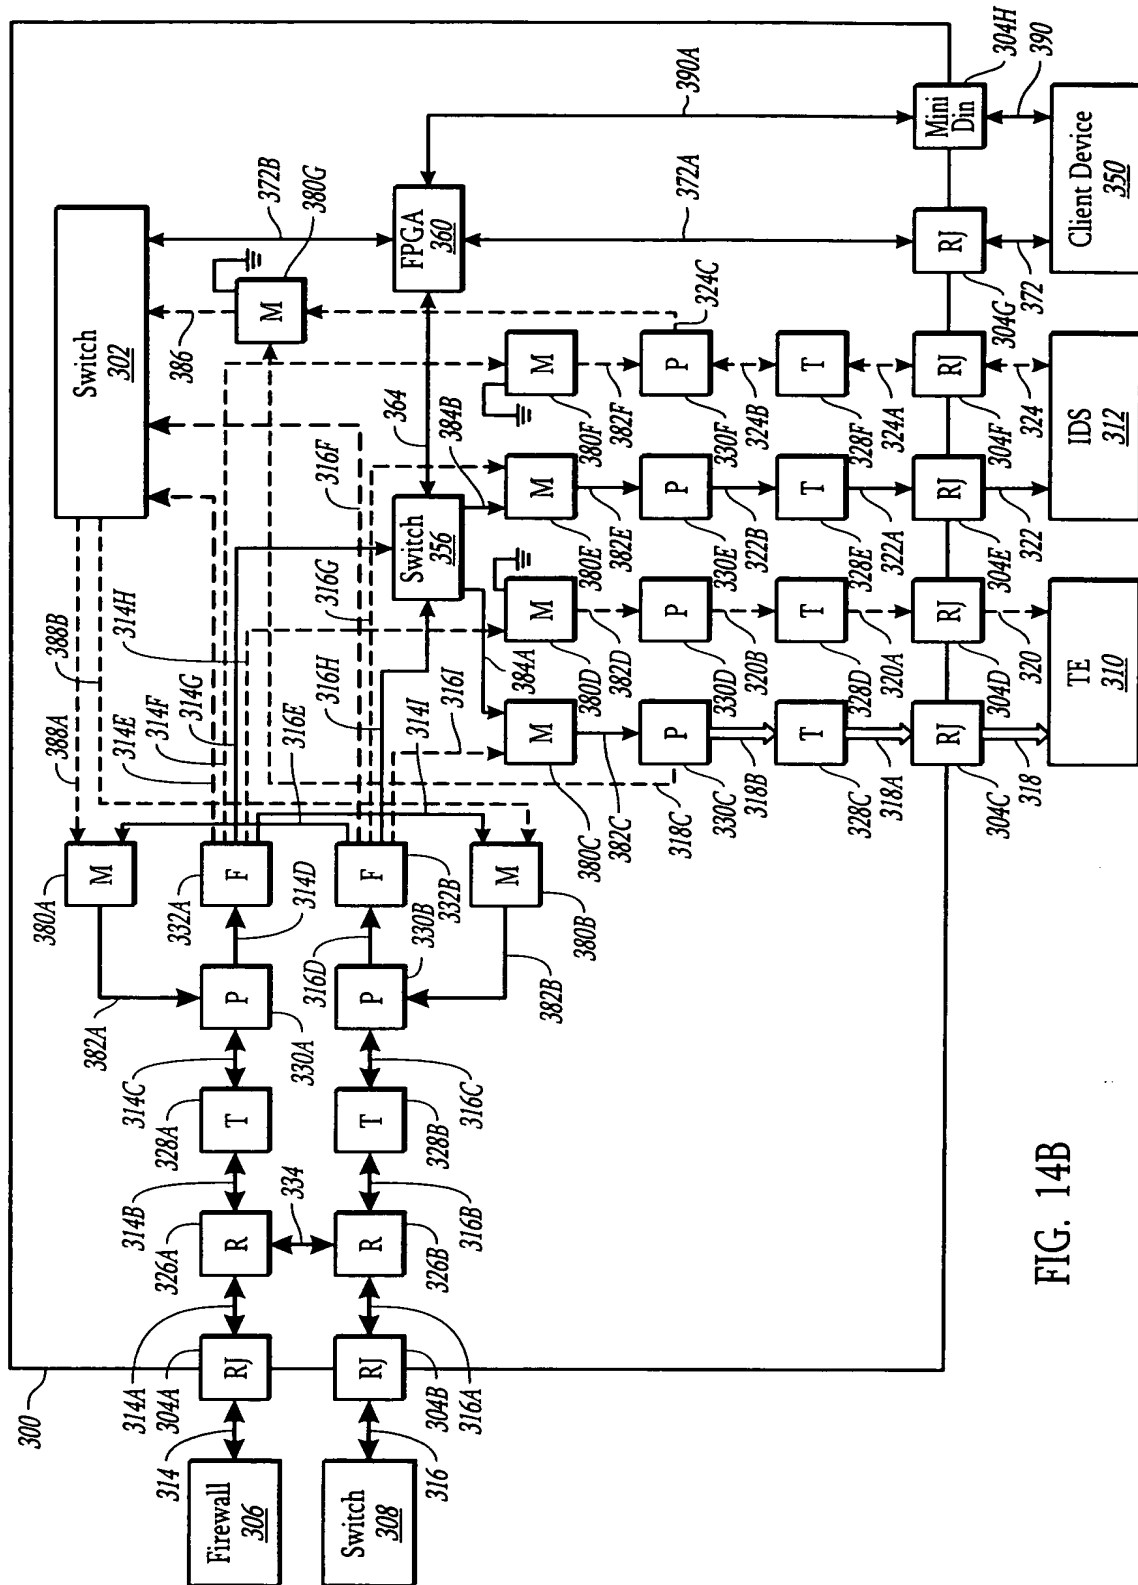 300
Firewall
306
314
304A
314A
RJ
326A
314B
R
328A
314C
T
330A
P
382A
380A
M
332A
314D
F
388A
388B
314E
314F
314G
314H
316E
Switch
302
Switch
308
316
304B
316A
RJ
334
326B
316B
R
328B
316C
T
316D
330B
P
332B
F
382B
380B
M
316F
316G
316H
316I
314I
386
M
380G
372B
FPGA
360
364
Switch
356
384A
384B
390A
372A
318C
324C
M
380C
M
380D
M
380E
M
380F
382C
382D
382E
382F
P
330C
P
330D
P
330E
P
330F
318B
320B
322B
324B
T
328C
T
328D
T
328E
T
328F
318A
320A
322A
324A
RJ
304C
RJ
304D
RJ
304E
RJ
304F
RJ
304G
Mini
Din
304H
318
320
322
324
372
390
TE
310
IDS
312
Client Device
350
FIG. 14B